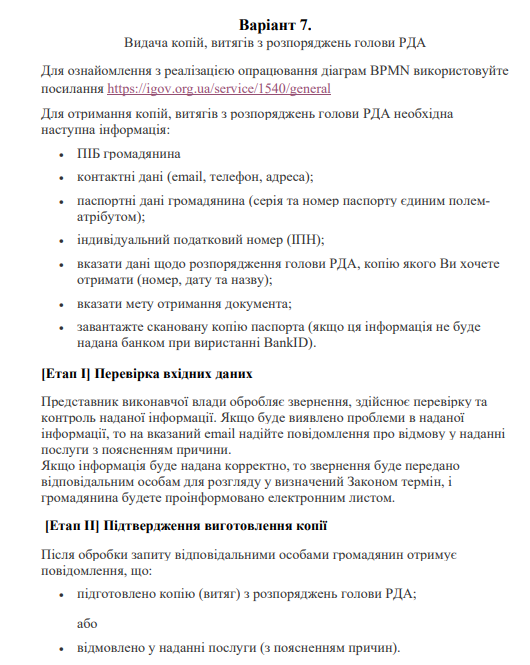 Варіант 7.
Видача копій, витягів з розпоряджень голови РДА
Для ознайомлення з реалізацією опрацювання діаграм BPMN використовуйте
посилання https://igov.org.ua/service/1540/general
Для отримання копій, витягів з розпоряджень голови РДА необхідна
наступна інформація:
• ПІБ громадянина
• контактні дані (email, телефон, адреса);
• паспортні дані громадянина (серія та номер паспорту єдиним полем-
атрібутом);
• індивідуальний податковий номер (ІПН);
• вказати дані щодо розпорядження голови РДА, копію якого Ви хочете
отримати (номер, дату та назву);
• вказати мету отримання документа;
• завантажте скановану копію паспорта (якщо ця інформація не буде
надана банком при виристанні BankID).
[Етап I] Перевірка вхідних даних
Представник виконавчої влади обробляє звернення, здійснює перевірку та
контроль наданої інформації. Якщо буде виявлено проблеми в наданої
інформації, то на вказаний email надійте повідомлення про відмову у наданні
послуги з поясненням причини.
Якщо інформація буде надана корректно, то звернення буде передано
відповідальним особам для розгляду у визначений Законом термін, і
громадянина будете проінформовано електронним листом.
[Етап II] Підтвердження виготовлення копії
Після обробки запиту відповідальними особами громадянин отримує
повідомлення, що:
• підготовлено копію (витяг) з розпоряджень голови РДА;
або
• відмовлено у наданні послуги (з поясненням причин).